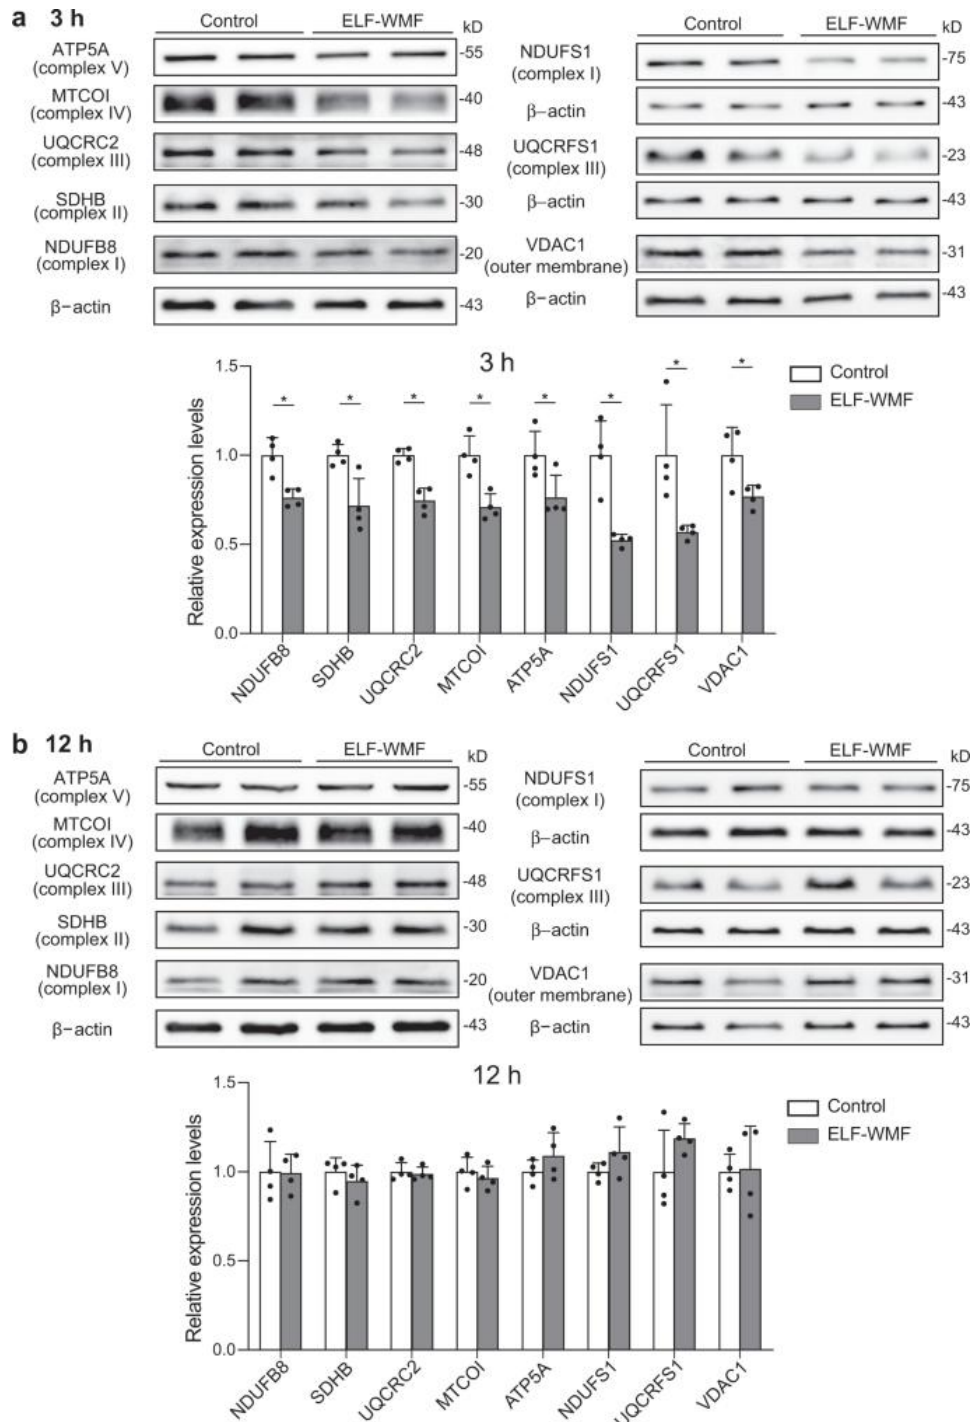 a 3 h
Control ELF-WMF kD
ATP5A
(complex V)
-55
MTCOI
(complex IV)
-40
UQCRC2
(complex III)
-48
SDHB
(complex II)
-30
NDUFB8
(complex I)
-20
β-actin
-43
Control ELF-WMF kD
NDUFS1
(complex I)
-75
β-actin
-43
UQCRFS1
(complex III)
-23
β-actin
-43
VDAC1
(outer membrane)
-31
β-actin
-43
3 h
Relative expression levels
1.5
1.0
0.5
0.0
* * * * * * * *
Control
ELF-WMF
NDUFB8 SDHB UQCRC2 MTCOI ATP5A NDUFS1 UQCRFS1 VDAC1
b 12 h
Control ELF-WMF kD
ATP5A
(complex V)
-55
MTCOI
(complex IV)
-40
UQCRC2
(complex III)
-48
SDHB
(complex II)
-30
NDUFB8
(complex I)
-20
β-actin
-43
Control ELF-WMF kD
NDUFS1
(complex I)
-75
β-actin
-43
UQCRFS1
(complex III)
-23
β-actin
-43
VDAC1
(outer membrane)
-31
β-actin
-43
12 h
Relative expression levels
1.5
1.0
0.5
0.0
Control
ELF-WMF
NDUFB8 SDHB UQCRC2 MTCOI ATP5A NDUFS1 UQCRFS1 VDAC1